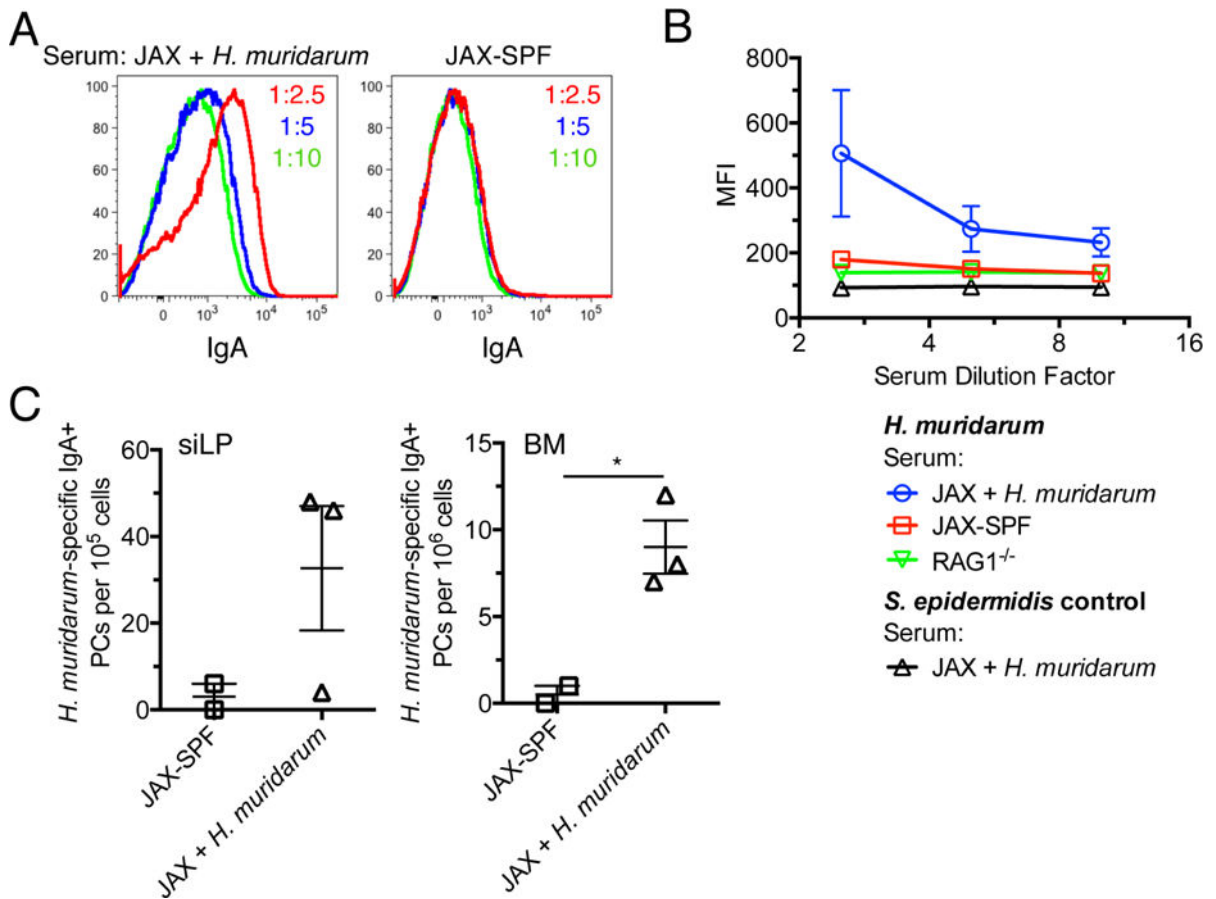 A
Serum: JAX + H. muridarum
JAX-SPF
100
80
60
40
20
0
1:2.5
1:5
1:10
0 10³ 10⁴ 10⁵
IgA
100
80
60
40
20
0
1:2.5
1:5
1:10
0 10³ 10⁴ 10⁵
IgA
B
MFI
800
600
400
200
0
2 4 8 16
Serum Dilution Factor
H. muridarum
Serum:
JAX + H. muridarum
JAX-SPF
RAG1-/-
S. epidermidis control
Serum:
JAX + H. muridarum
C
H. muridarum-specific IgA+
PCs per 10⁵ cells
siLP
60
40
20
0
JAX-SPF
JAX + H. muridarum
H. muridarum-specific IgA+
PCs per 10⁶ cells
BM
*
15
10
5
0
JAX-SPF
JAX + H. muridarum